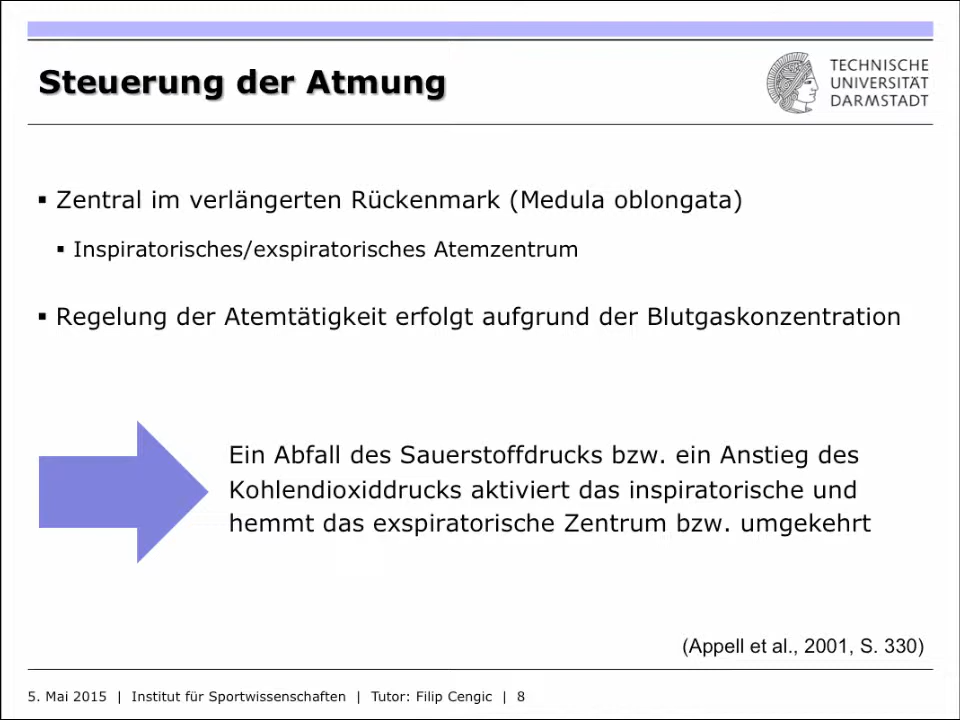 Steuerung der Atmung
TECHNISCHE
UNIVERSITÄT
DARMSTADT
▪ Zentral im verlängerten Rückenmark (Medula oblongata)
▪ Inspiratorisches/exspiratorisches Atemzentrum
▪ Regelung der Atemtätigkeit erfolgt aufgrund der Blutgaskonzentration
Ein Abfall des Sauerstoffdrucks bzw. ein Anstieg des
Kohlendioxiddrucks aktiviert das inspiratorische und
hemmt das exspiratorische Zentrum bzw. umgekehrt
(Appell et al., 2001, S. 330)
5. Mai 2015 | Institut für Sportwissenschaften | Tutor: Filip Cengic | 8